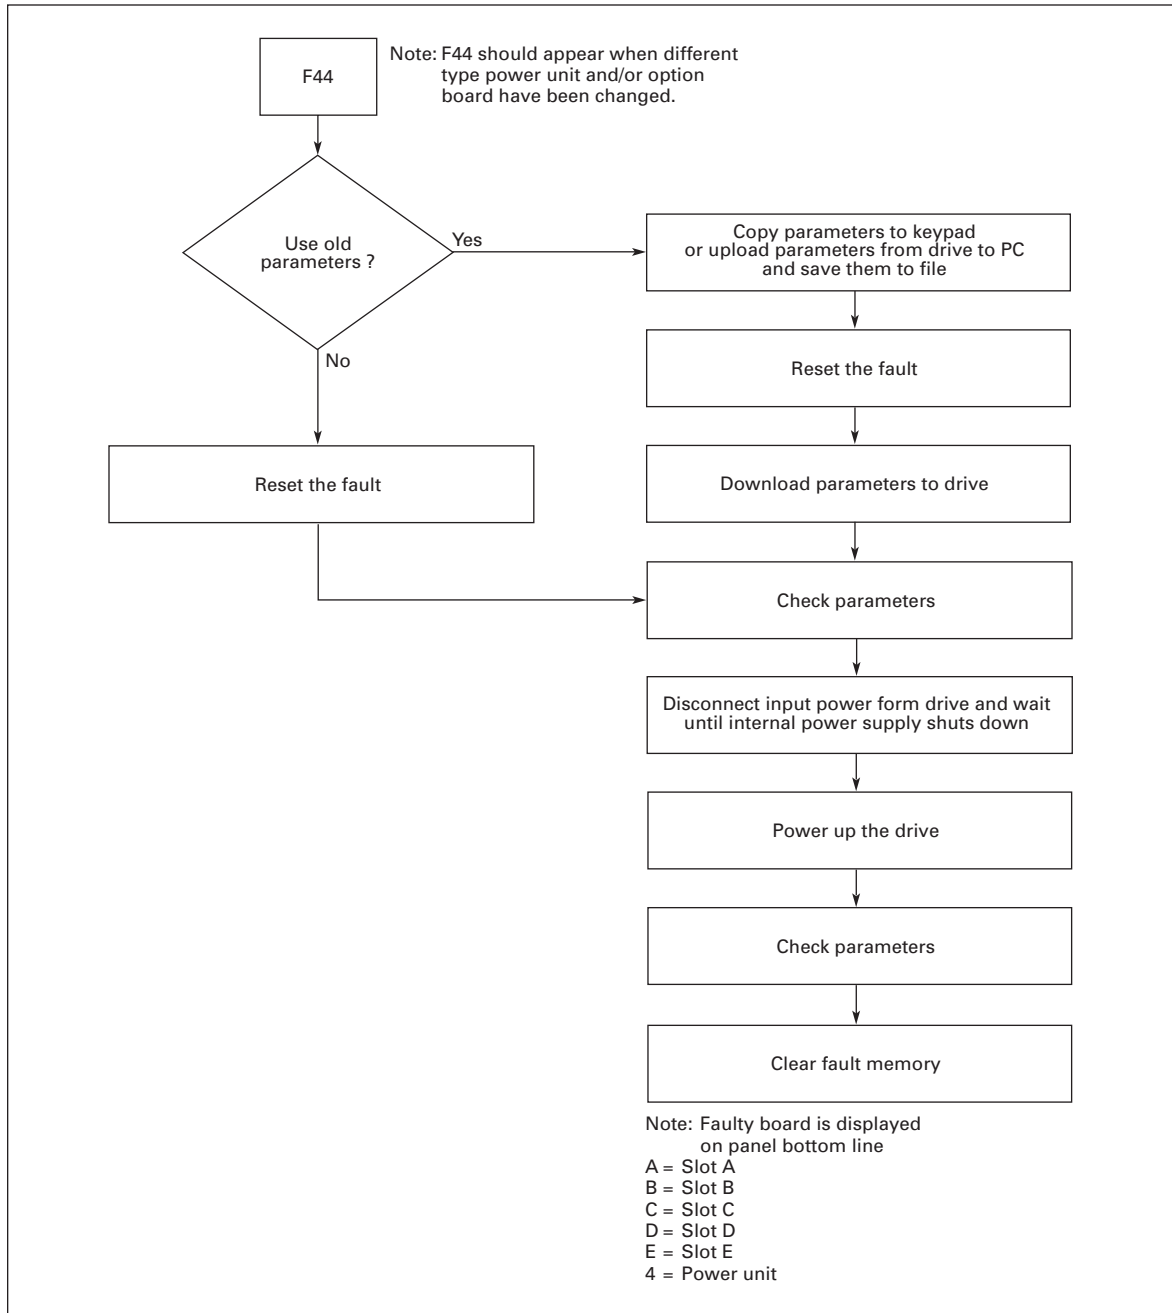 F44
Note: F44 should appear when different
type power unit and/or option
board have been changed.
Use old
parameters ?
Yes
No
Copy parameters to keypad
or upload parameters from drive to PC
and save them to file
Reset the fault
Download parameters to drive
Reset the fault
Check parameters
Disconnect input power form drive and wait
until internal power supply shuts down
Power up the drive
Check parameters
Clear fault memory
Note: Faulty board is displayed
on panel bottom line
A = Slot A
B = Slot B
C = Slot C
D = Slot D
E = Slot E
4 = Power unit